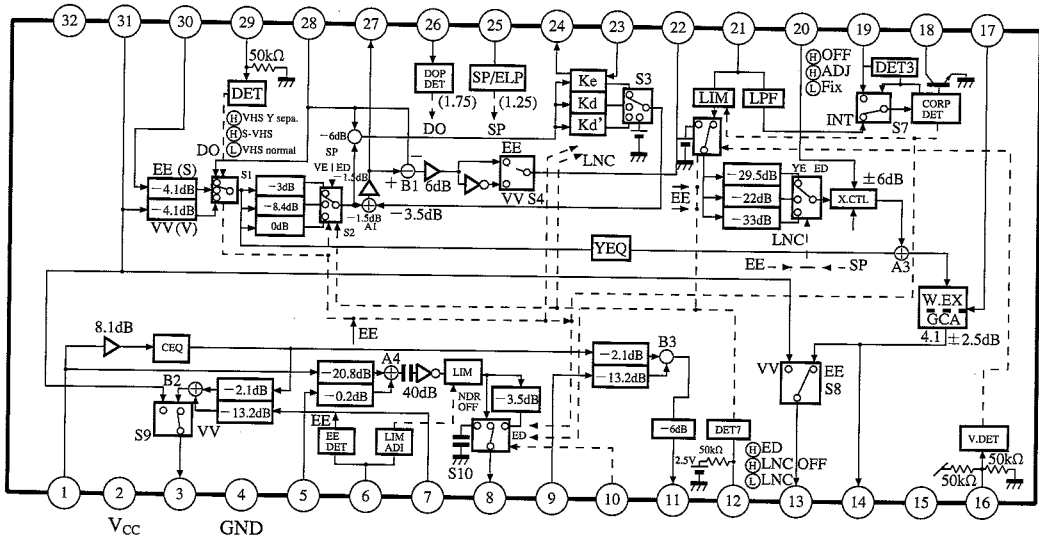 32 31 30 29 28 27 26 25 24 23 22 21 20 19 18 17
50kΩ
DET
Ⓗ VHS Y sepa.
Ⓗ S-VHS
Ⓛ VHS normal
DO
DOP DET
(1.75)
DO
SP/ELP
(1.25)
SP
Ke
Kd
Kd'
S3
LIM
LPF
Ⓗ OFF
Ⓗ ADJ
Ⓛ Fix
DET3
CORP DET
INT
S7
EE (S)
−4.1dB
−4.1dB
VV (V)
S1
−3dB
−8.4dB
0dB
S2
−6dB
SP
VE ED
−1.5dB
−1.5dB
A1
+
−
B1
6dB
EE
VV S4
−3.5dB
LNC
EE
−29.5dB
−22dB
−33dB
YE ED
±6dB
X.CTL
LNC
EE
SP
A3
YEQ
W.EX
GCA
4.1 ±2.5dB
EE
8.1dB
CEQ
B2
−2.1dB
−13.2dB
S9
VV
−20.8dB
−0.2dB
A4
40dB
LIM
NDR OFF
−3.5dB
EE
EE DET
LIM ADI
ED
S10
−2.1dB
−13.2dB
B3
−6dB
DET7
50kΩ
2.5V
Ⓗ ED
Ⓗ LNC OFF
Ⓛ LNC
VV
EE
S8
V.DET
50kΩ
50kΩ
1 2 3 4 5 6 7 8 9 10 11 12 13 14 15 16
VCC
GND